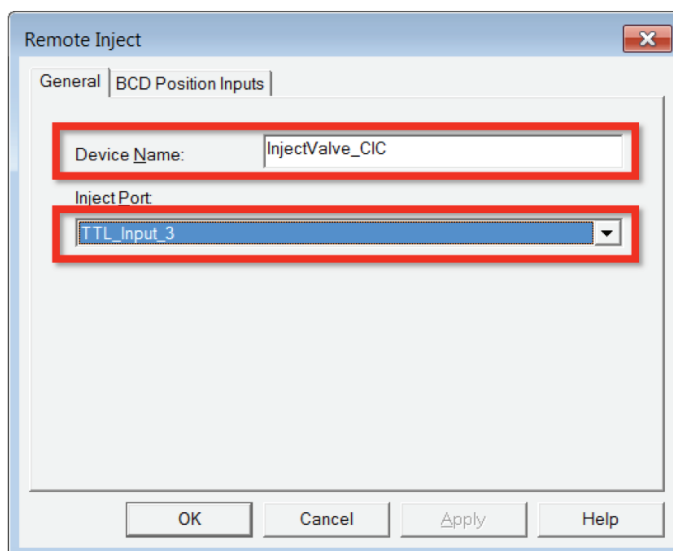 Remote Inject
General BCD Position Inputs
Device Name: InjectValve_CIC
Inject Port:
TTL_Input_3
OK Cancel Apply Help